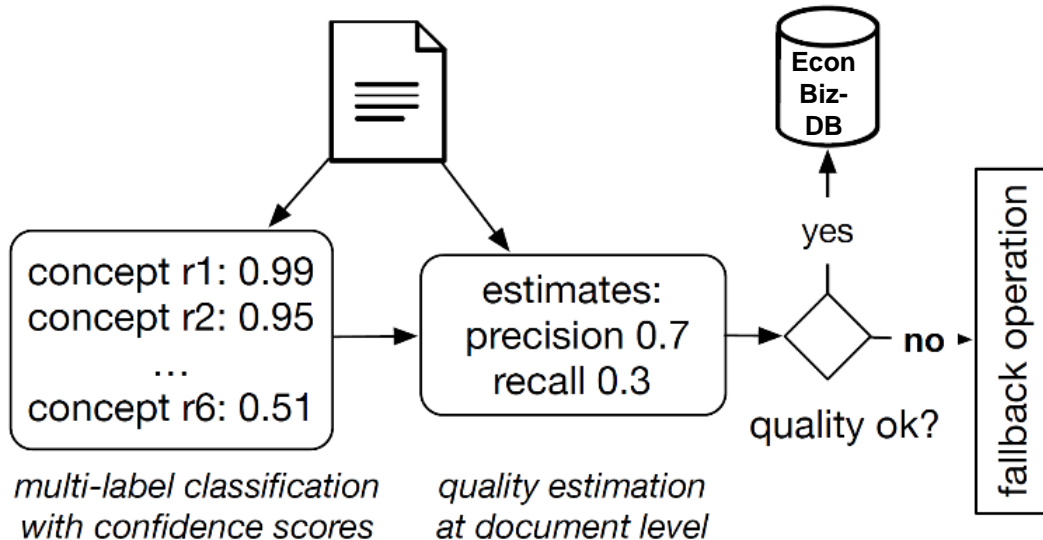 Econ
Biz-
DB
concept r1: 0.99
concept r2: 0.95
...
concept r6: 0.51
multi-label classification
with confidence scores
estimates:
precision 0.7
recall 0.3
quality estimation
at document level
yes
no
quality ok?
fallback operation